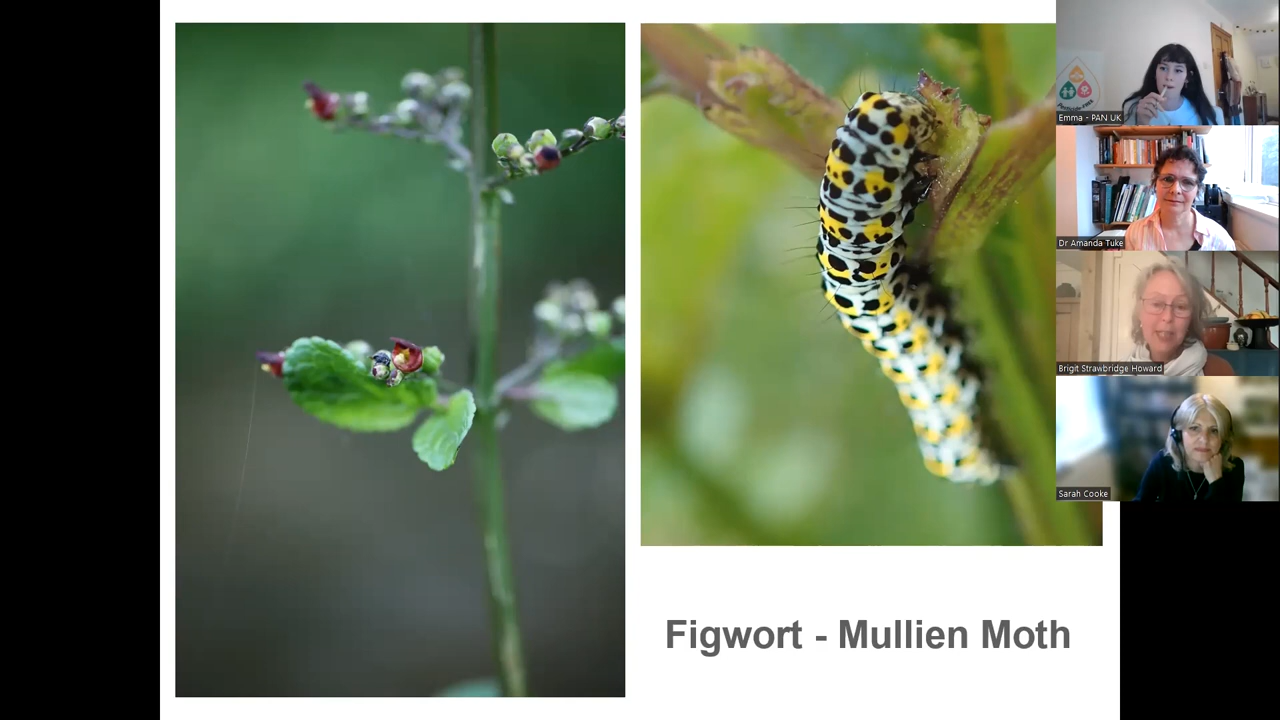 Emma - PAN UK
Dr Amanda Tuke
Brigit Strawbridge Howard
Sarah Cooke
Figwort - Mullien Moth